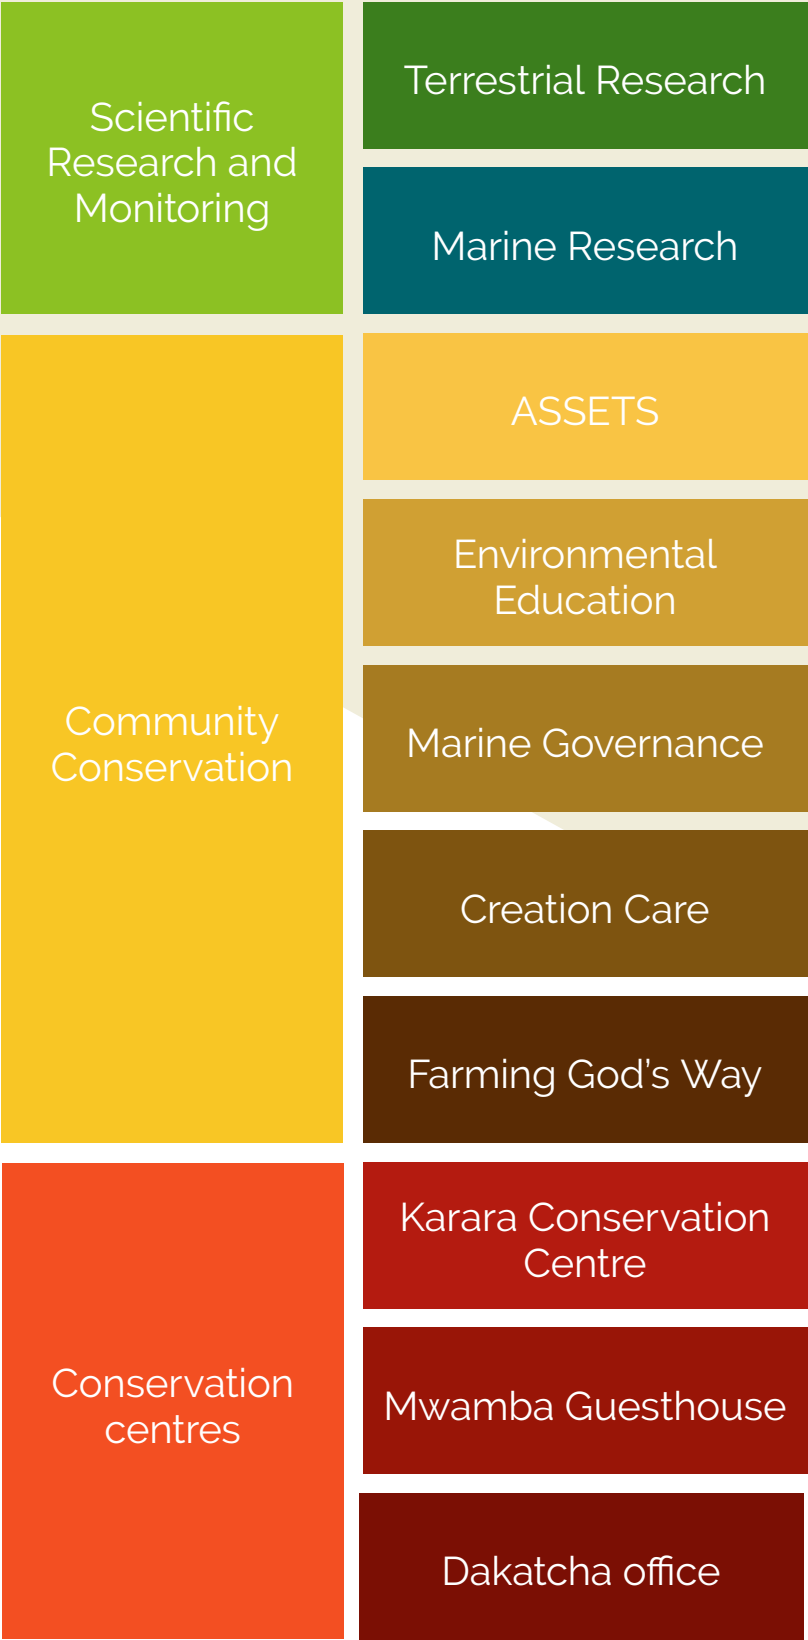 Scientific
Research and
Monitoring
Terrestrial Research
Marine Research
Community
Conservation
ASSETS
Environmental
Education
Marine Governance
Creation Care
Farming God’s Way
Conservation
centres
Karara Conservation
Centre
Mwamba Guesthouse
Dakatcha office